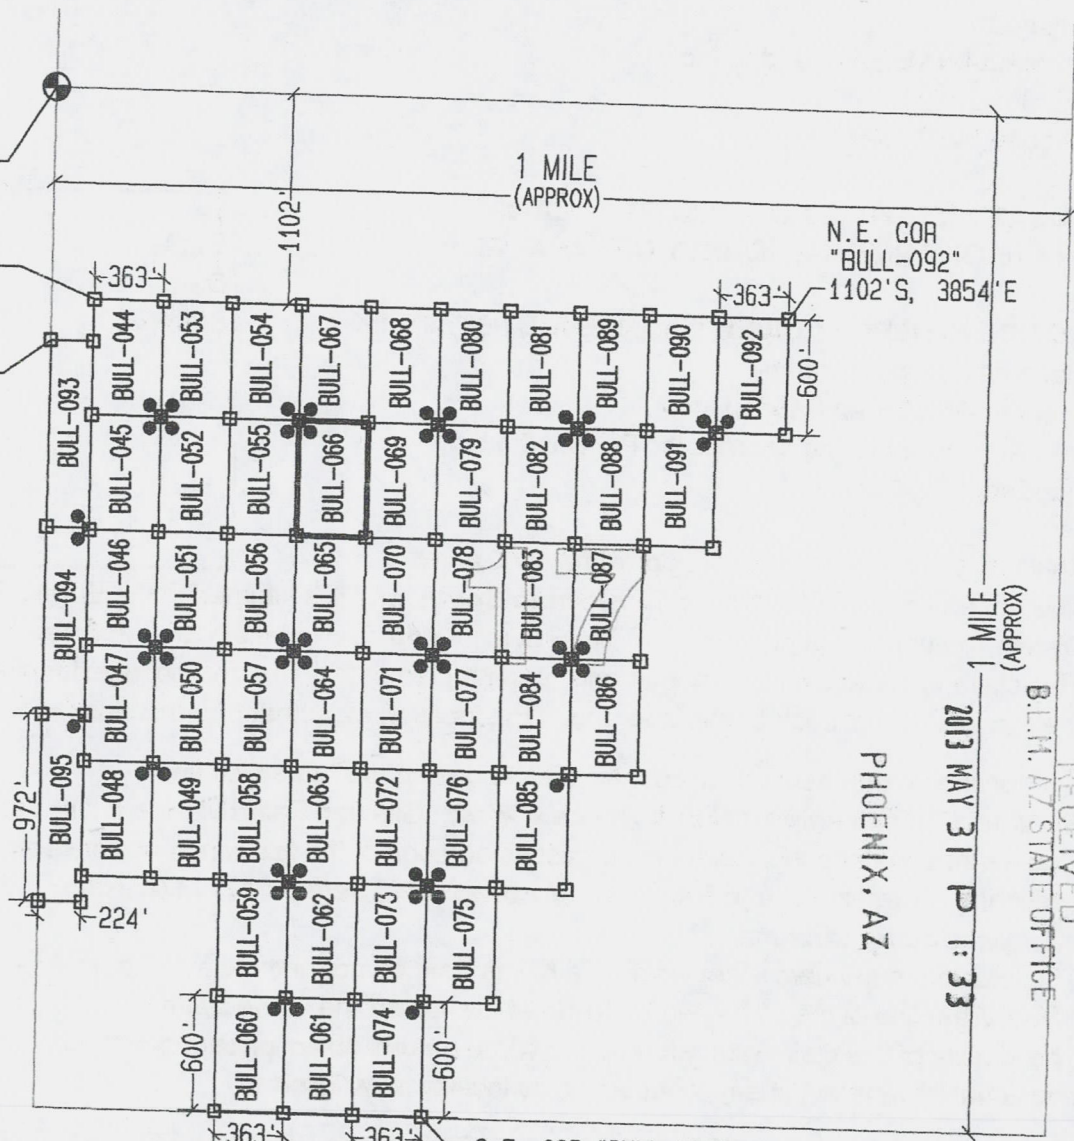 1 MILE
(APPROX)
1102'
N.E. COR
"BULL-092"
1102'S, 3854'E
363'
363'
600'
BULL-044
BULL-053
BULL-054
BULL-067
BULL-068
BULL-080
BULL-081
BULL-089
BULL-090
BULL-092
BULL-093
BULL-045
BULL-052
BULL-055
BULL-066
BULL-069
BULL-079
BULL-082
BULL-088
BULL-091
BULL-094
BULL-046
BULL-051
BULL-056
BULL-065
BULL-070
BULL-078
BULL-083
BULL-087
BULL-047
BULL-050
BULL-057
BULL-064
BULL-071
BULL-077
BULL-084
BULL-086
BULL-095
BULL-048
BULL-049
BULL-058
BULL-063
BULL-072
BULL-076
BULL-085
972'
224'
BULL-059
BULL-062
BULL-073
BULL-075
600'
BULL-060
BULL-061
BULL-074
600'
363'
363'
1 MILE
(APPROX)
RECEIVED
B.L.M. AZ STATE OFFICE
2013 MAY 31 P 1: 33
PHOENIX, AZ